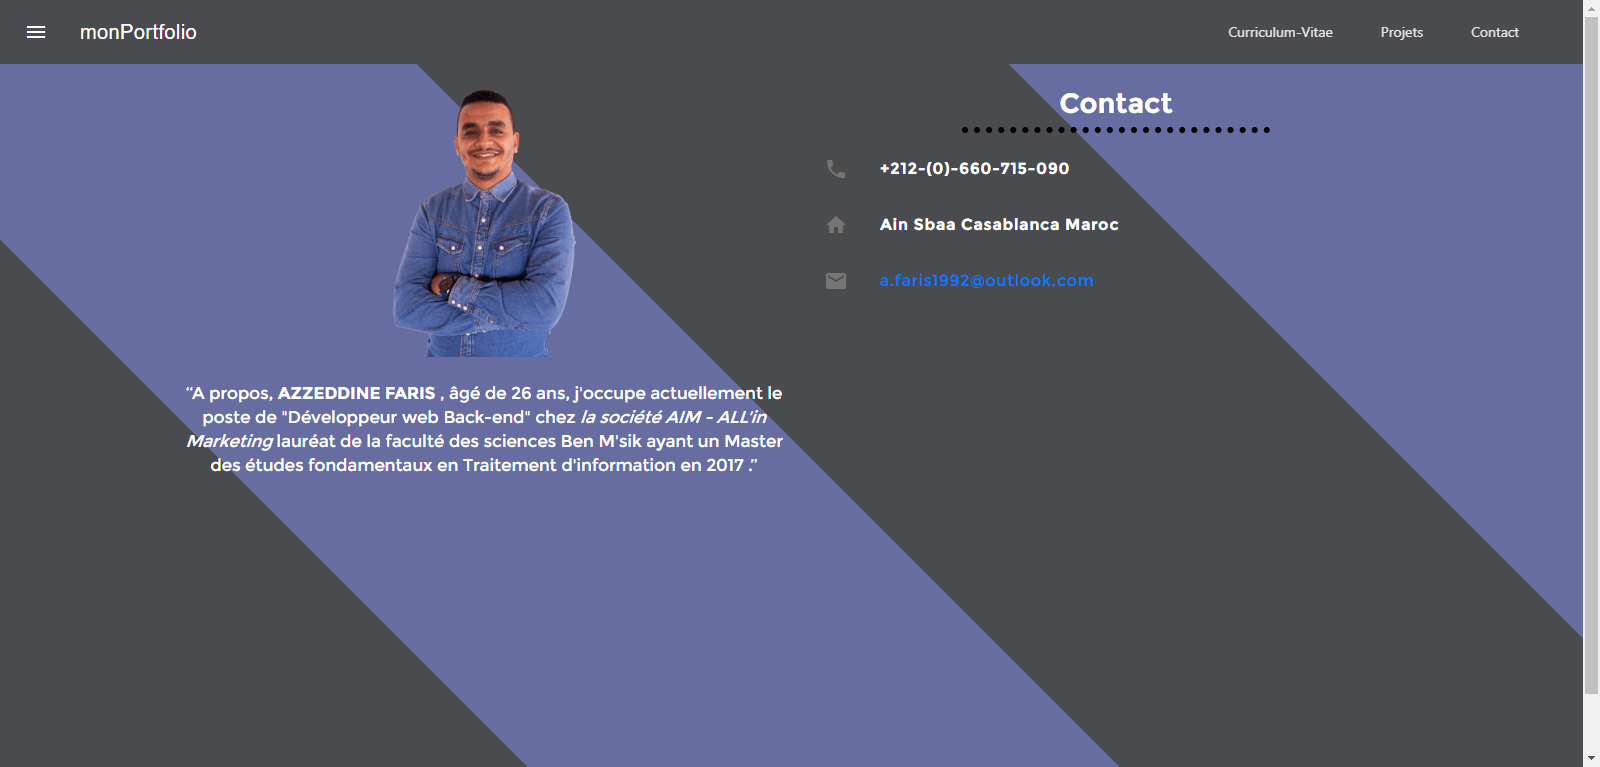 monPortfolio
Curriculum-Vitae
Projets
Contact
Contact
+212-(0)-660-715-090
Ain Sbaa Casablanca Maroc
a.faris1992@outlook.com
“A propos, AZZEDDINE FARIS , âgé de 26 ans, j'occupe actuellement le
poste de "Développeur web Back-end" chez la société AIM - ALL'in
Marketing lauréat de la faculté des sciences Ben M'sik ayant un Master
des études fondamentaux en Traitement d'information en 2017 .”